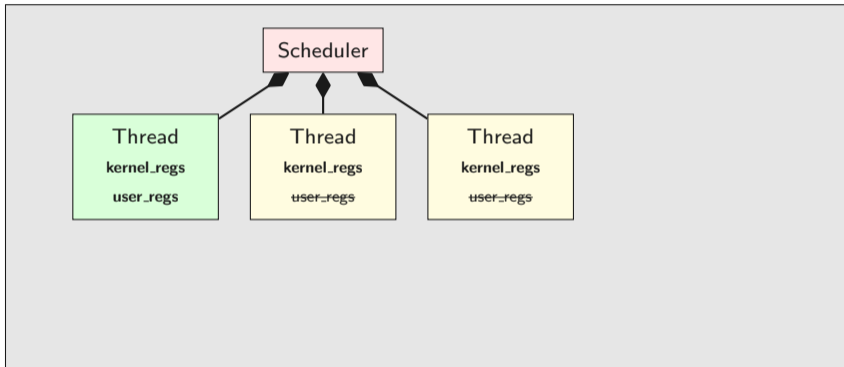 Scheduler
Thread
kernel_regs
user_regs
Thread
kernel_regs
user_regs
Thread
kernel_regs
user_regs